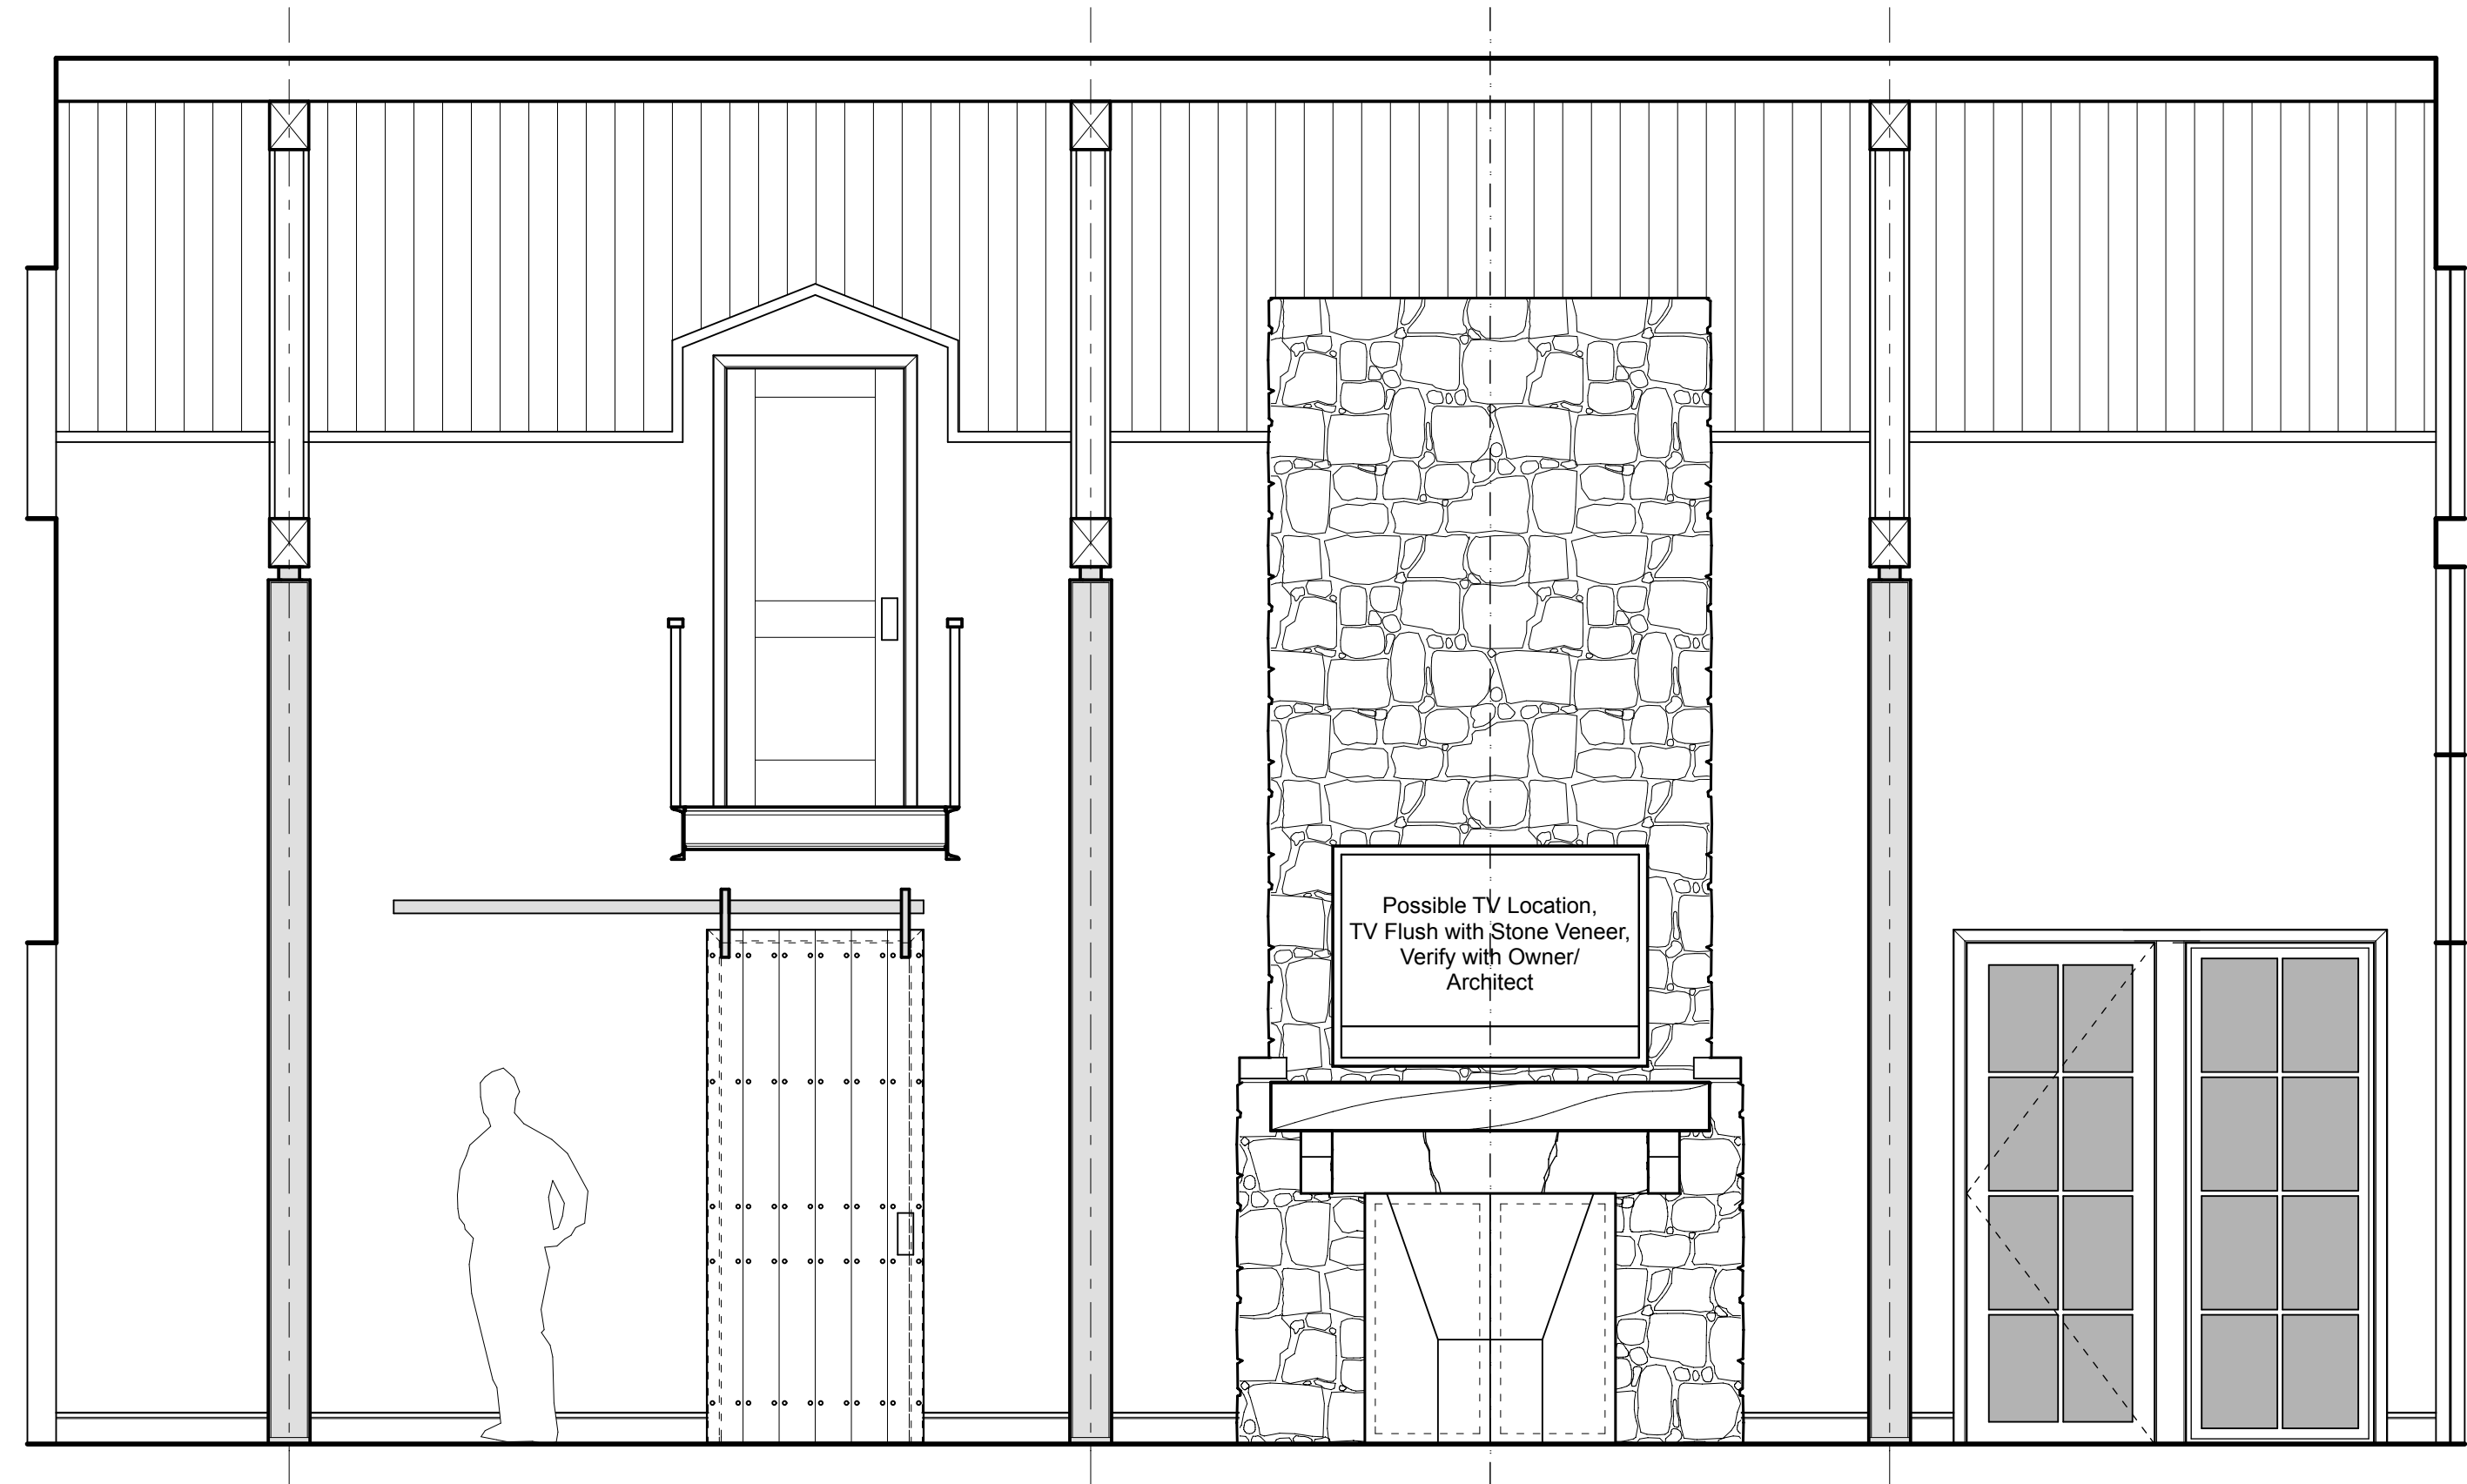 Possible TV Location,
TV Flush with Stone Veneer,
Verify with Owner/
Architect